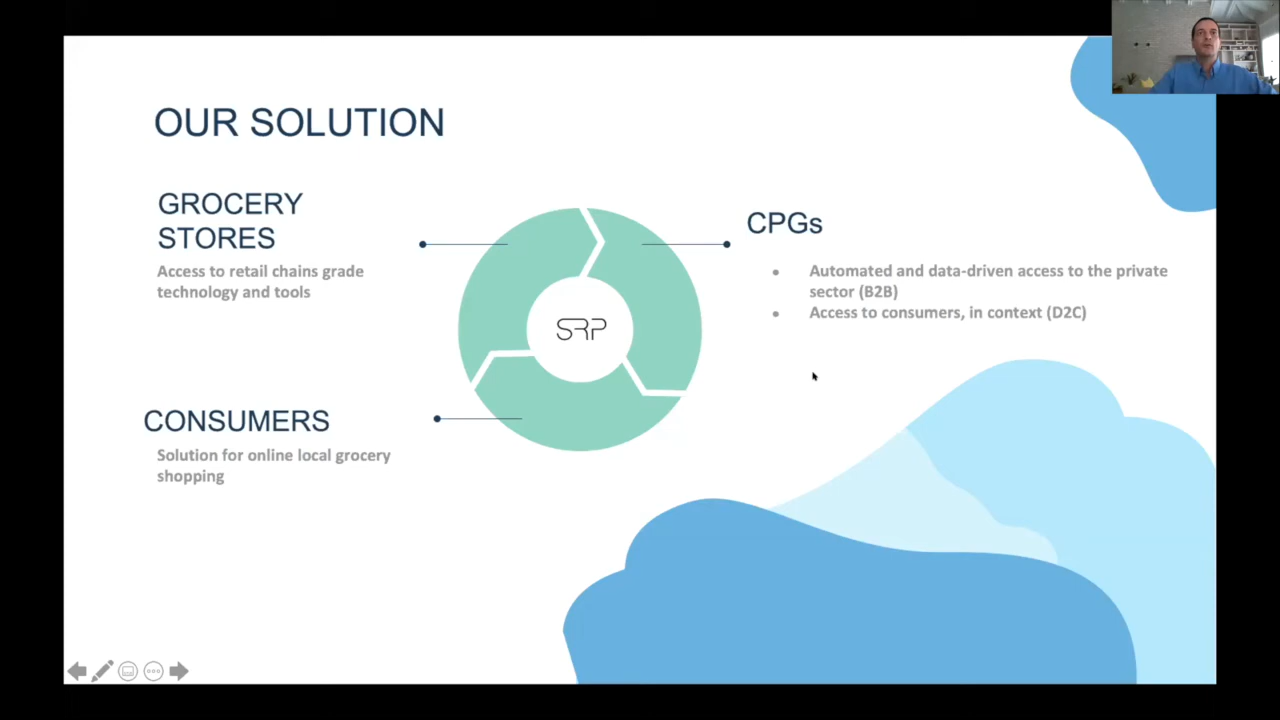 OUR SOLUTION
GROCERY
STORES
Access to retail chains grade
technology and tools
SRP
CPGs
• Automated and data-driven access to the private
sector (B2B)
• Access to consumers, in context (D2C)
CONSUMERS
Solution for online local grocery
shopping